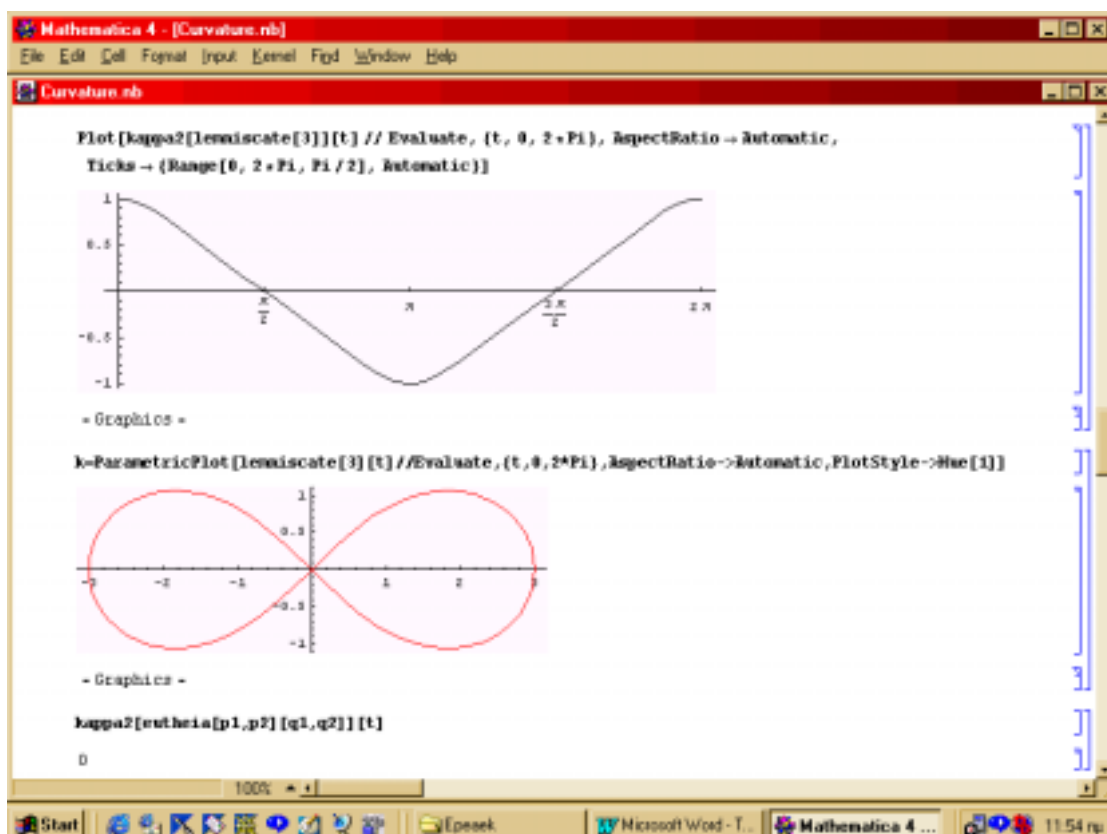 Mathematica 4 - [Curvature.nb]
File Edit Cell Format Input Kernel Find Window Help
Curvature.nb
Plot[kappa2[lemniscate[3]][t] // Evaluate, {t, 0, 2*Pi}, AspectRatio → Automatic,
Ticks → {Range[0, 2*Pi, Pi/2], Automatic}]
1
0.5
π/2 π 3π/2 2π
-0.5
-1
- Graphics -
k=ParametricPlot[lemniscate[3][t]//Evaluate,{t,0,2*Pi},AspectRatio->Automatic,PlotStyle->Hue[1]]
1
0.5
-3 -2 -1 1 2 3
-0.5
-1
- Graphics -
kappa2[eutheia[p1,p2][q1,q2]][t]
0
100%
Start Epeaek Microsoft Word - T... Mathematica 4 ... 11:54 πμ